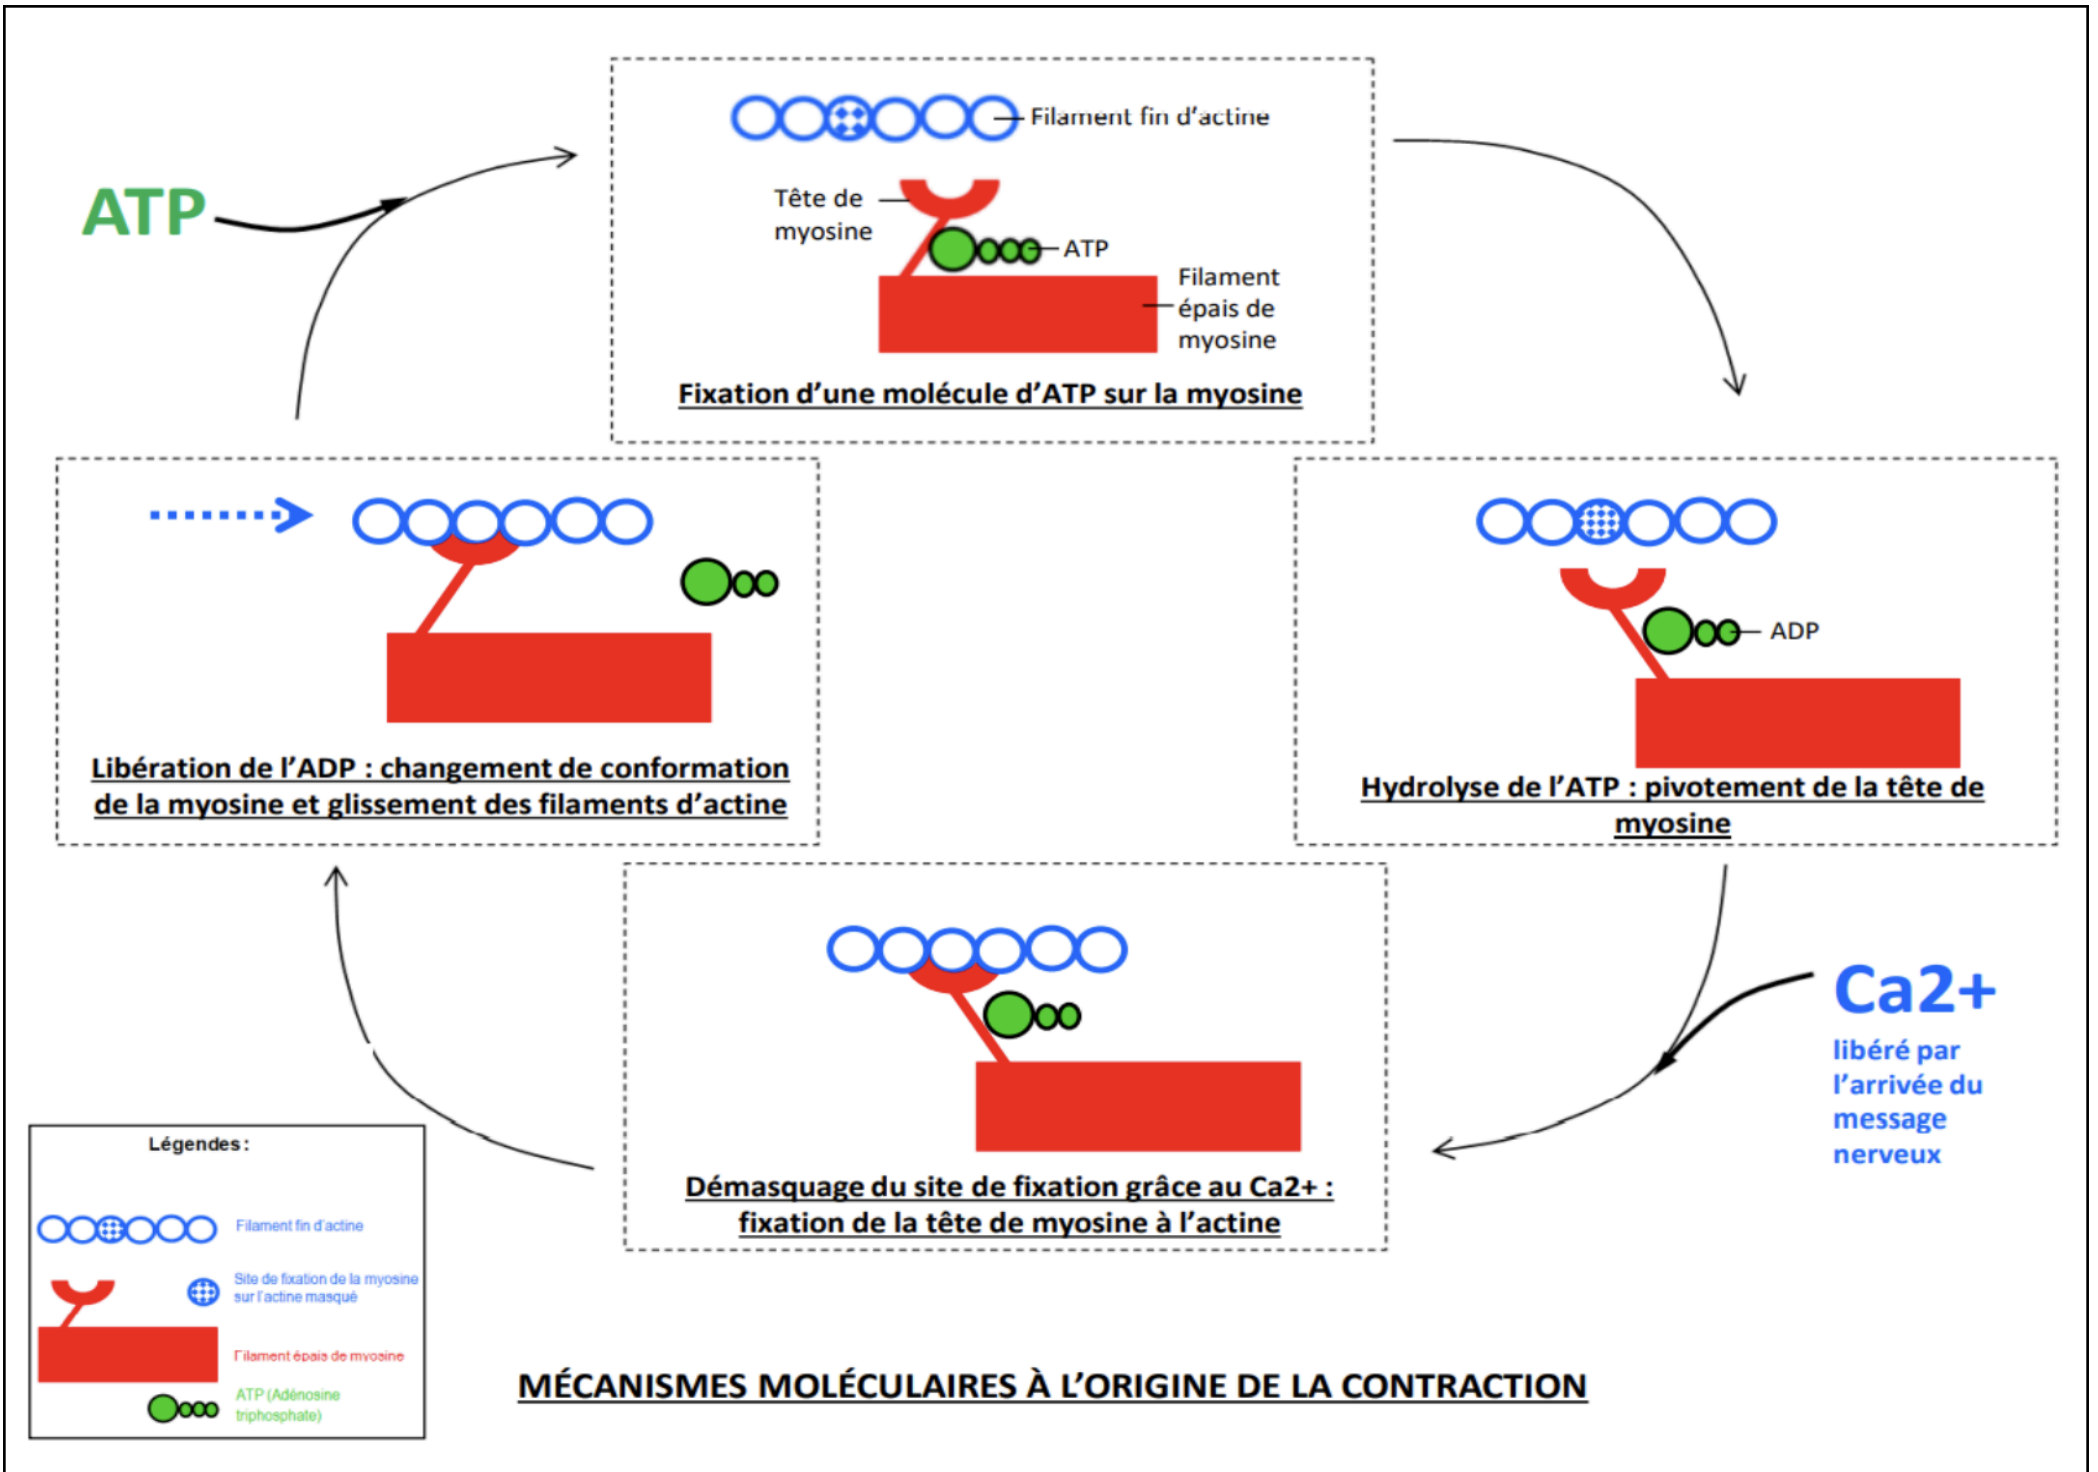 Filament fin d'actine
ATP
Tête de
myosine
ATP
Filament
épais de
myosine
Fixation d'une molécule d'ATP sur la myosine
Libération de l'ADP : changement de conformation
de la myosine et glissement des filaments d'actine
ADP
Hydrolyse de l'ATP : pivotement de la tête de
myosine
Ca2+
libéré par
l'arrivée du
message
nerveux
Démasquage du site de fixation grâce au Ca2+ :
fixation de la tête de myosine à l'actine
Légendes :
Filament fin d'actine
Site de fixation de la myosine
sur l'actine masqué
Filament épais de myosine
ATP (Adénosine
triphosphate)
MÉCANISMES MOLÉCULAIRES À L'ORIGINE DE LA CONTRACTION